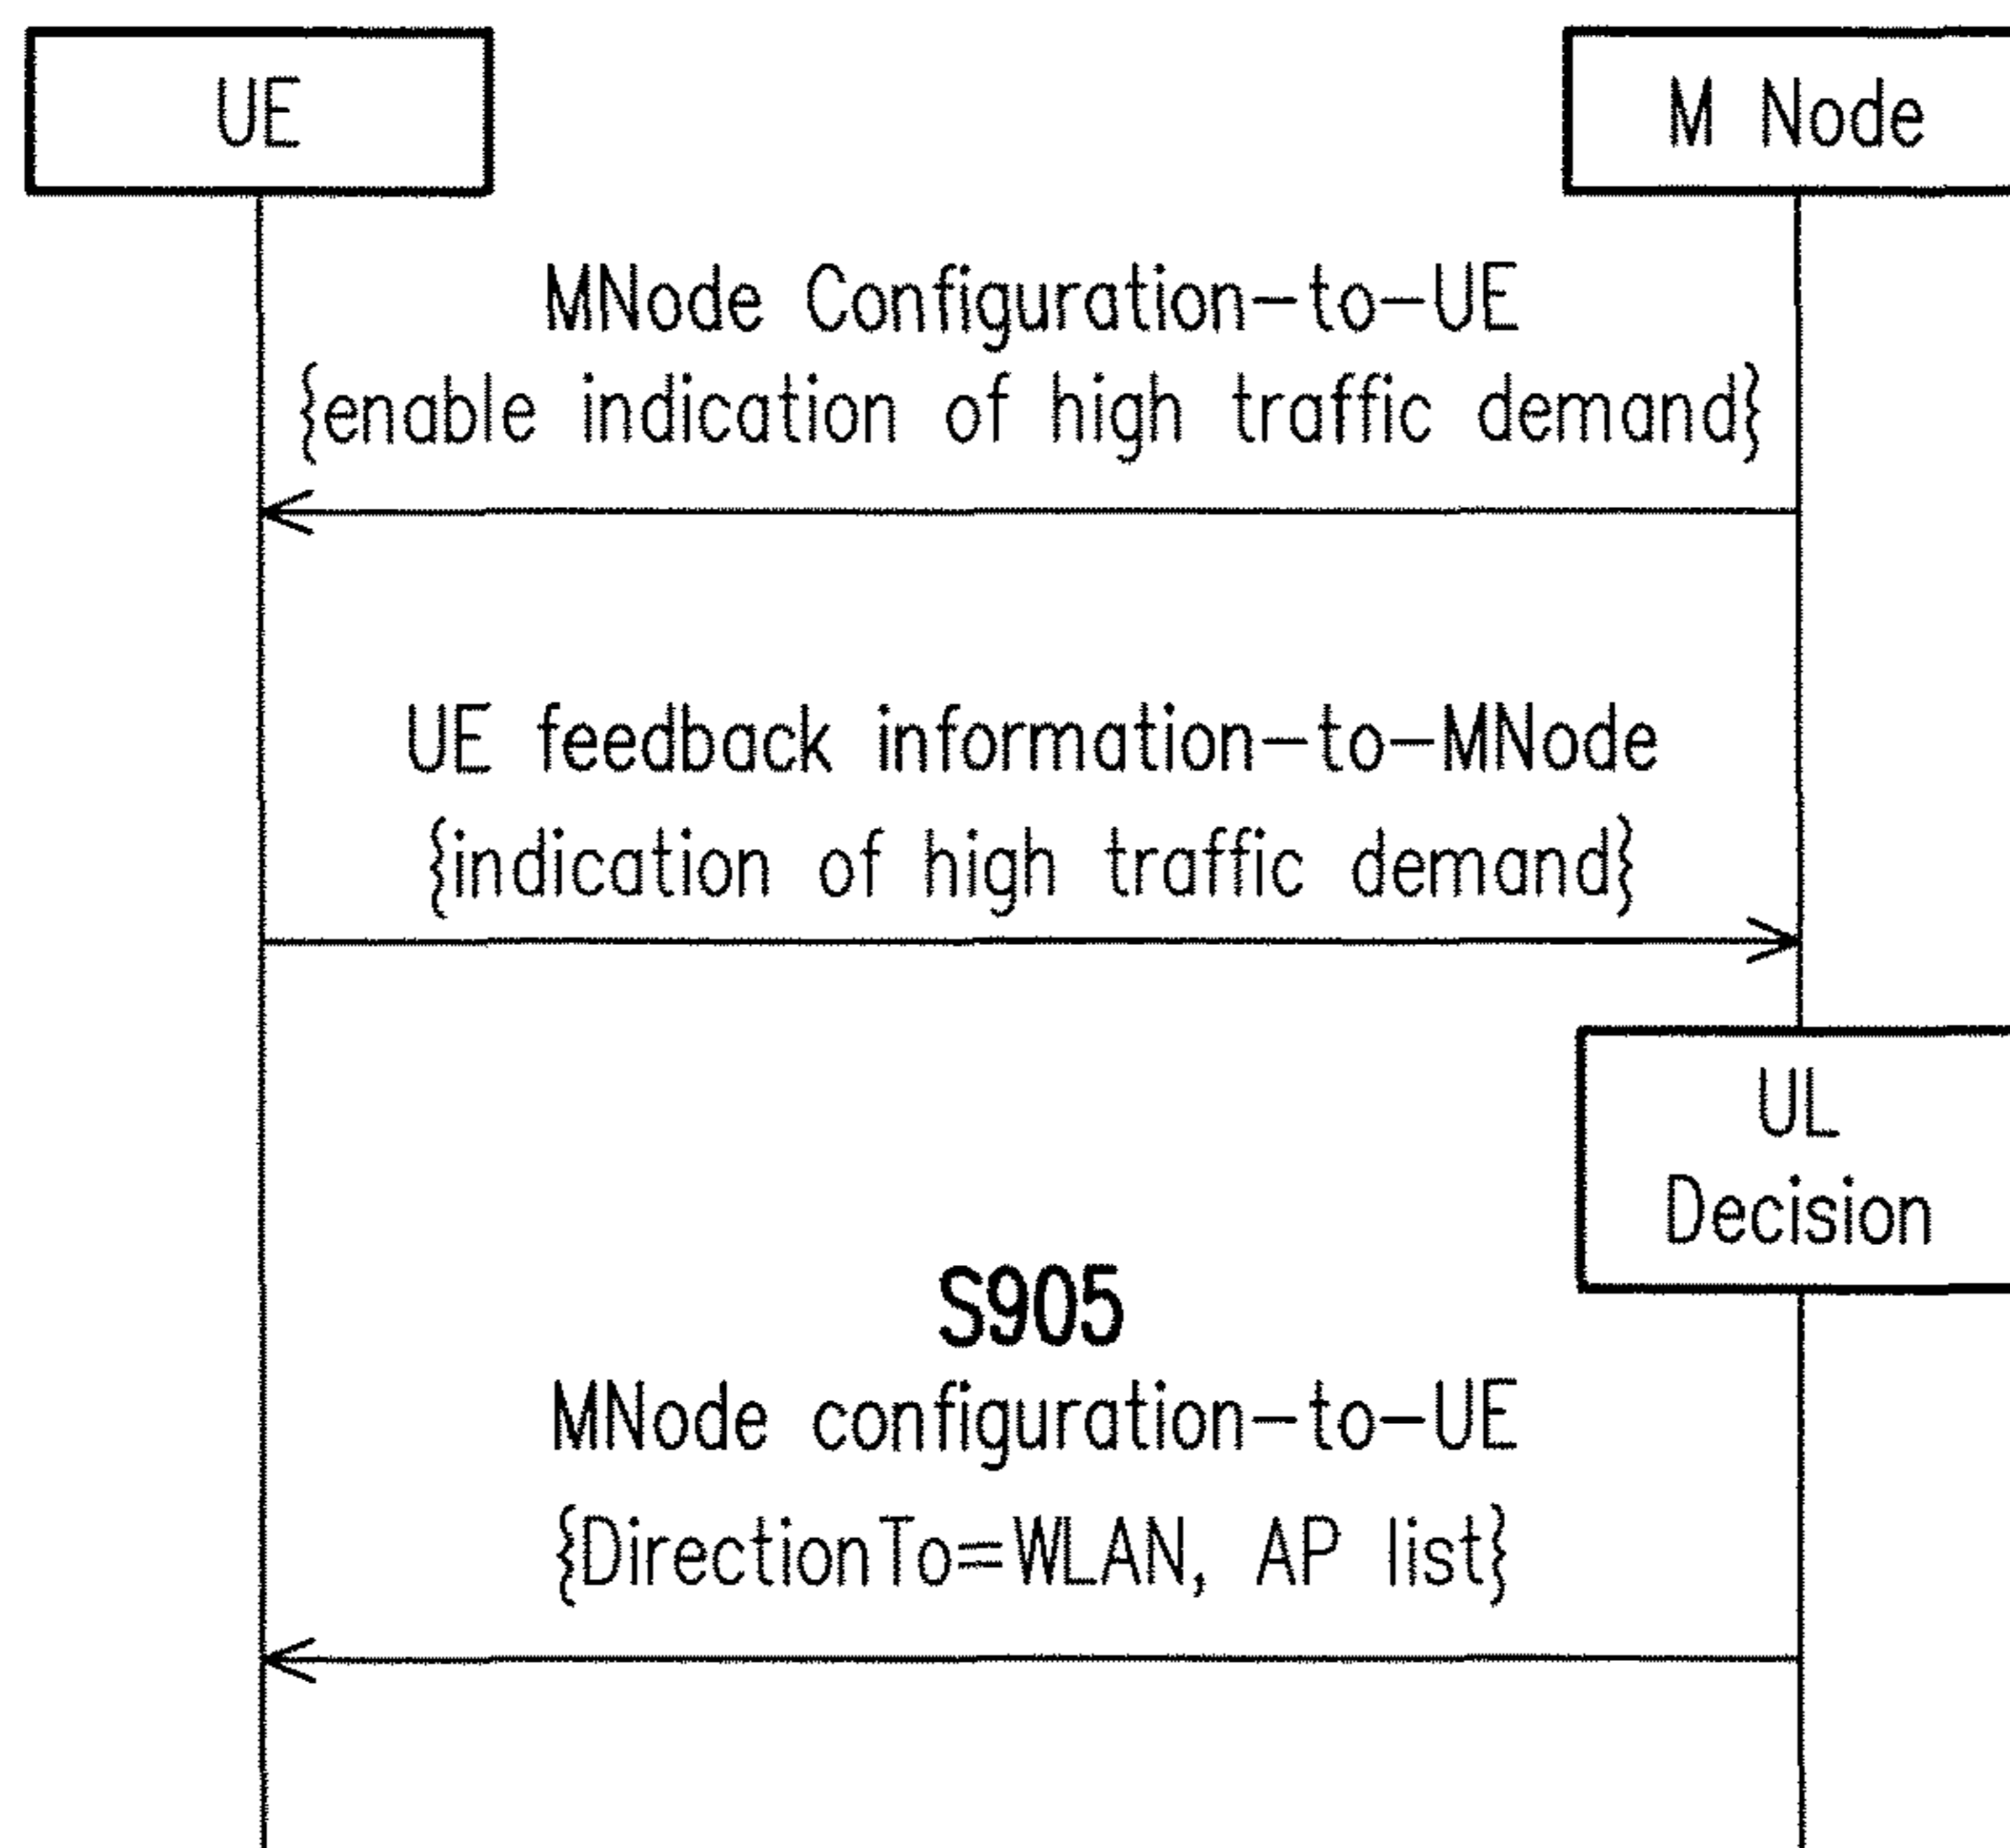 UE
M Node
MNode Configuration-to-UE
{enable indication of high traffic demand}
UE feedback information-to-MNode
{indication of high traffic demand}
UL
Decision
S905
MNode configuration-to-UE
{DirectionTo=WLAN, AP list}